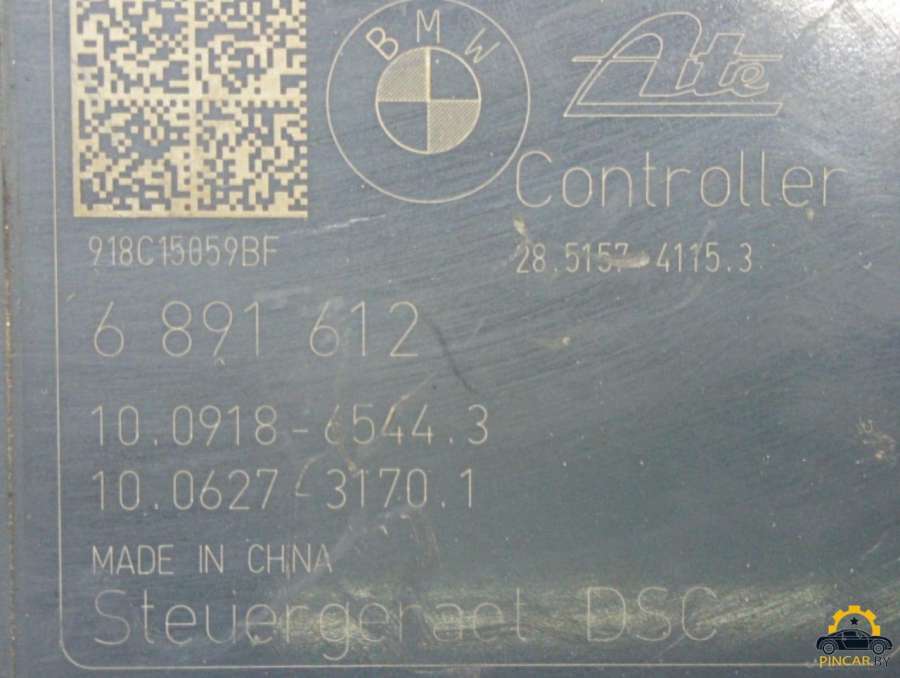 BMW
Ate
Controller
918C15059BF
28.5157-4115.3
6 891 612
10.0918-6544.3
10.0627-3170.1
MADE IN CHINA
Steuergeraet DSC
PINCAR.BY